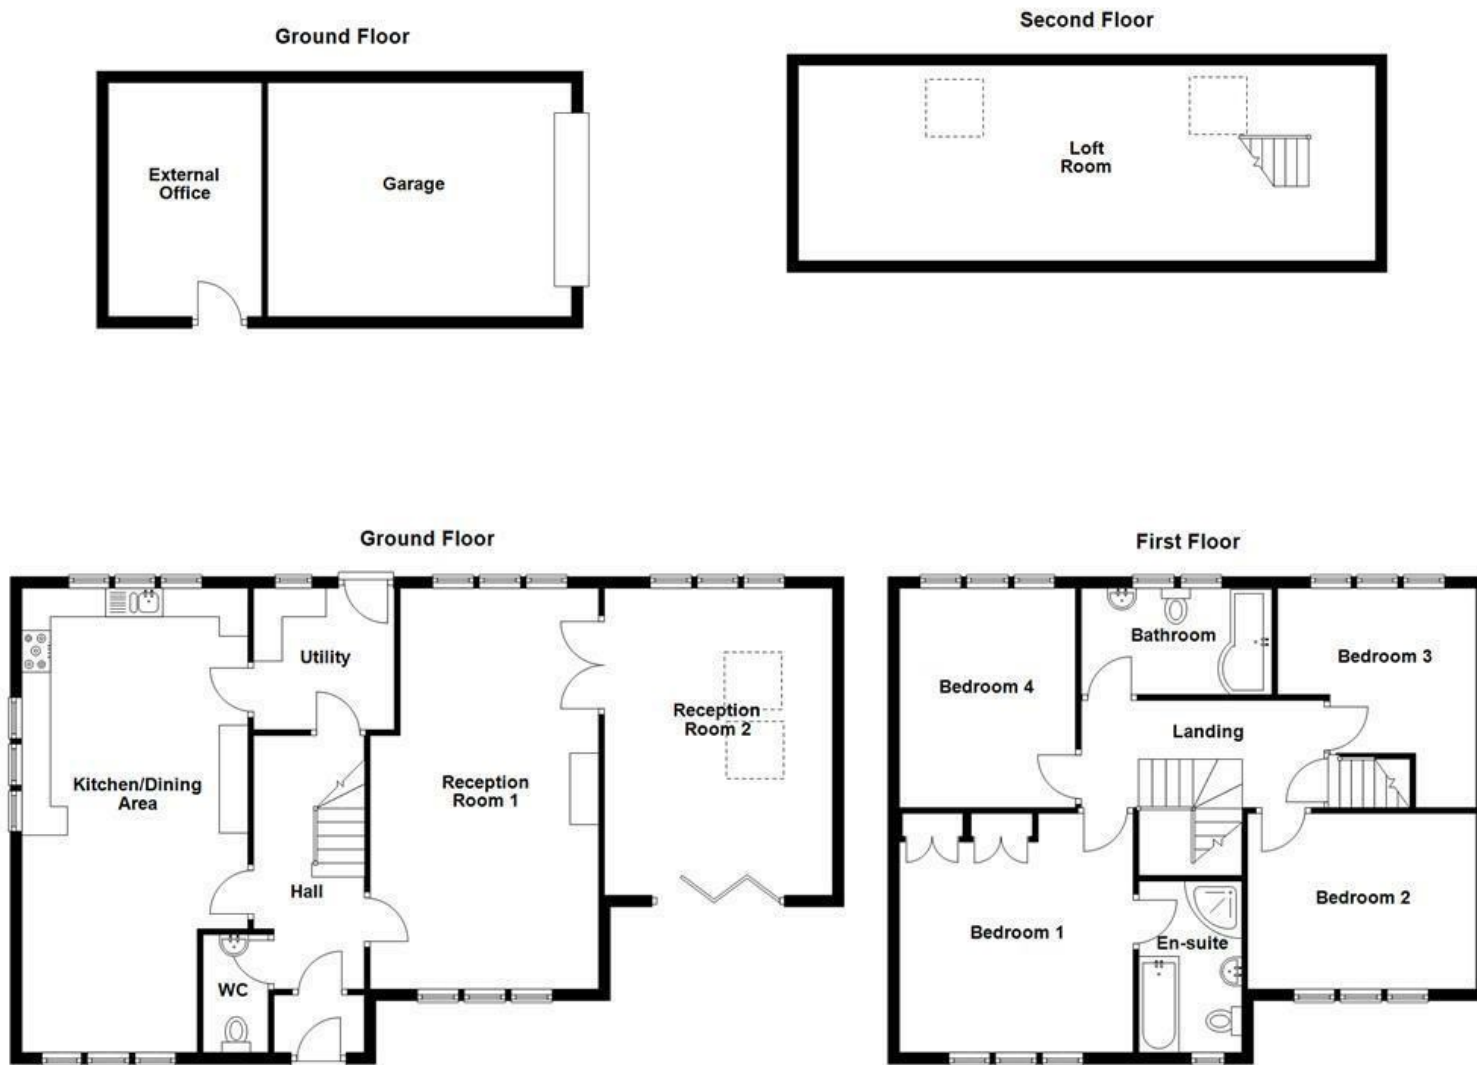 Ground Floor
External
Office
Garage
Second Floor
Loft
Room
Ground Floor
Utility
Kitchen/Dining
Area
Reception
Room 1
Reception
Room 2
Hall
WC
First Floor
Bathroom
Bedroom 3
Bedroom 4
Landing
Bedroom 1
En-suite
Bedroom 2